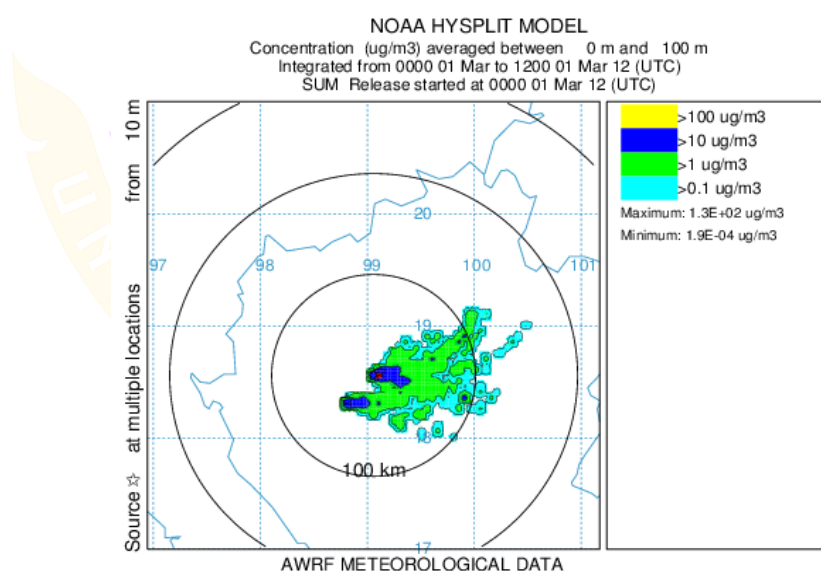 NOAA HYSPLIT MODEL
Concentration (ug/m3) averaged between 0 m and 100 m
Integrated from 0000 01 Mar to 1200 01 Mar 12 (UTC)
SUM Release started at 0000 01 Mar 12 (UTC)
Source ☆ at multiple locations from 10 m
>100 ug/m3
>10 ug/m3
>1 ug/m3
>0.1 ug/m3
Maximum: 1.3E+02 ug/m3
Minimum: 1.9E-04 ug/m3
20
97 98 99 100 101
19
18
100 km
17
AWRF METEOROLOGICAL DATA